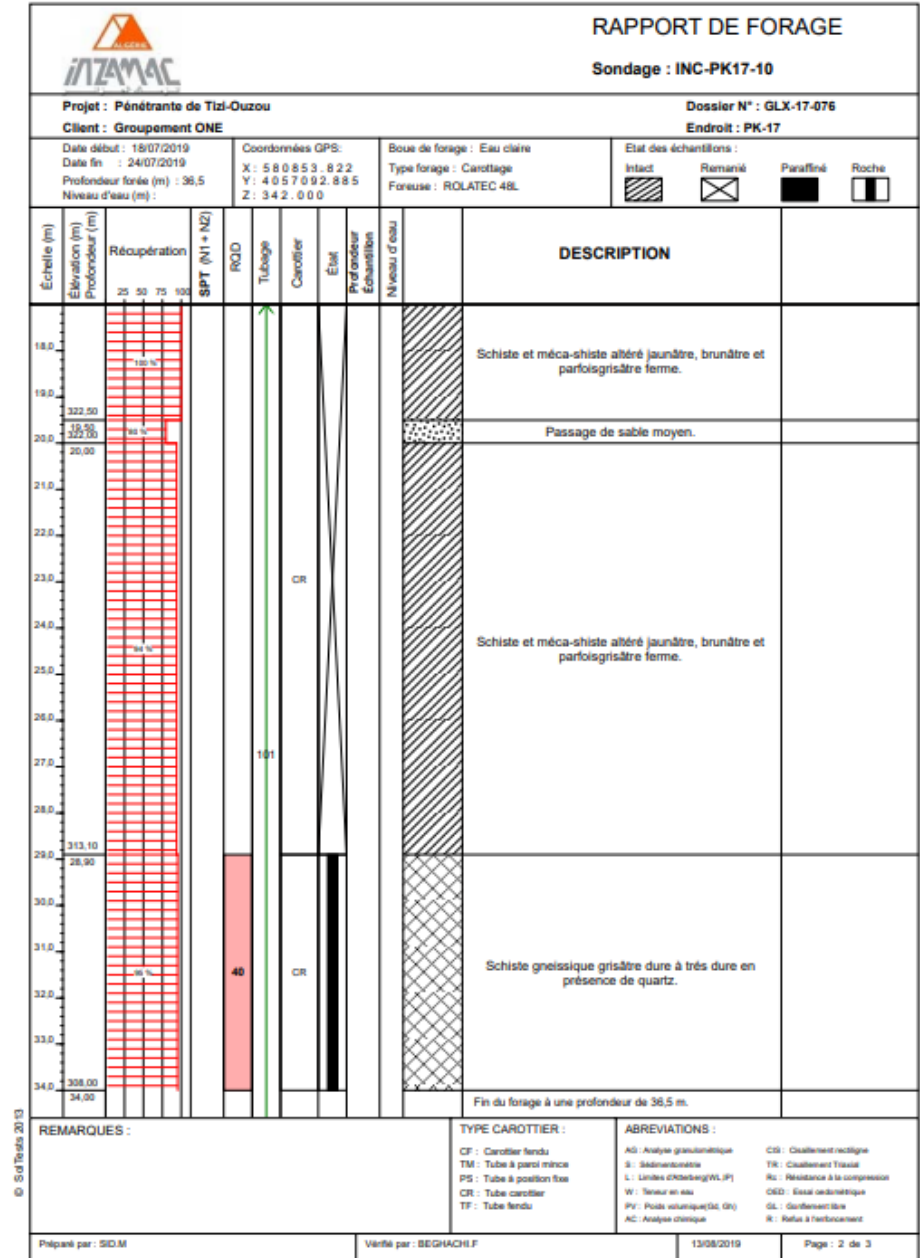 RAPPORT DE FORAGE
ALGÉRIE
iNZAMAC
Sondage : INC-PK17-10
Projet : Pénétrante de Tizi-Ouzou
Dossier N° : GLX-17-076
Client : Groupement ONE
Endroit : PK-17
Date début : 18/07/2019
Date fin : 24/07/2019
Profondeur forée (m) : 36,5
Niveau d'eau (m) :
Coordonnées GPS:
X : 580853.822
Y : 4057092.885
Z : 342.000
Boue de forage : Eau claire
Type forage : Carottage
Foreuse : ROLATEC 48L
Etat des échantillons :
Intact Remanié Paraffiné Roche
Échelle (m)
Élévation (m)
Profondeur (m)
Récupération
25 50 75 100
SPT (N1 + N2)
RQD
Tubage
Carottier
État
Profondeur
Échantillon
Niveau d'eau
DESCRIPTION
18,0
100 %
Schiste et méca-shiste altéré jaunâtre, brunâtre et
parfoisgrisâtre ferme.
19,0
322,50
19,50
80 %
Passage de sable moyen.
322,00
20,0
20,00
21,0
22,0
23,0
CR
24,0
94 %
Schiste et méca-shiste altéré jaunâtre, brunâtre et
parfoisgrisâtre ferme.
25,0
26,0
101
27,0
28,0
313,10
29,0
28,90
30,0
31,0
96 %
40
CR
Schiste gneissique grisâtre dure à trés dure en
présence de quartz.
32,0
33,0
34,0
308,00
34,00
Fin du forage à une profondeur de 36,5 m.
© SdTests 2013
REMARQUES :
TYPE CAROTTIER :
CF : Carottier fendu
TM : Tube à paroi mince
PS : Tube à position fixe
CR : Tube carottier
TF : Tube fendu
ABREVIATIONS :
AG : Analyse granulométrique
S : Sédimentométrie
L : Limites d'Atterberg(WL,IP)
W : Teneur en eau
PV : Poids volumique(Gd, Gh)
AC : Analyse chimique
CIS : Cisaillement rectiligne
TR : Cisaillement Triaxial
Rc : Résistance à la compression
OED : Essai oedométrique
GL : Gonflement libre
R : Refus à l'enfoncement
Préparé par : SID.M
Vérifié par : BEGHACHI.F
13/08/2019
Page : 2 de 3